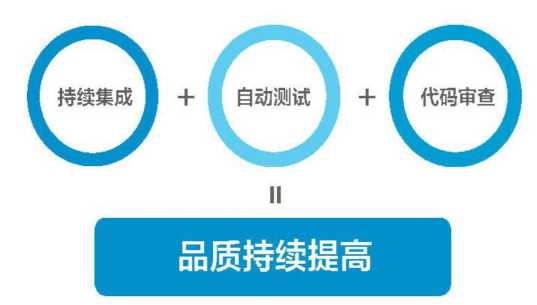 持续集成 + 自动测试 + 代码审查
=
品质持续提高